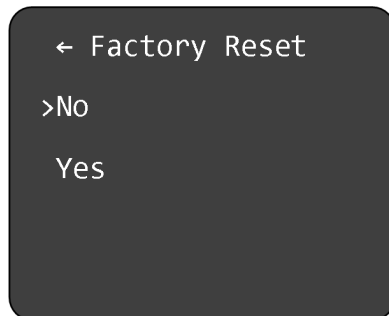 ← Factory Reset
>No
Yes